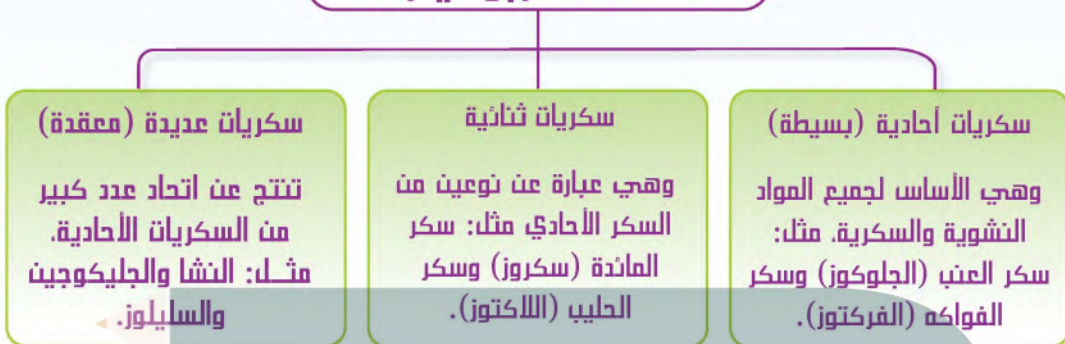 سكريات أحادية (بسيطة)
وهي الأساس لجميع المواد
النشوية والسكرية، مثل:
سكر العنب (الجلوكوز) وسكر
الفواكه (الفركتوز).
سكريات ثنائية
وهي عبارة عن نوعين من
السكر الأحادي مثل: سكر
المائدة (سكروز) وسكر
الحليب (اللاكتوز).
سكريات عديدة (معقدة)
تنتج عن اتحاد عدد كبير
من السكريات الأحادية،
مثل: النشا والجليكوجين
والسليلوز.